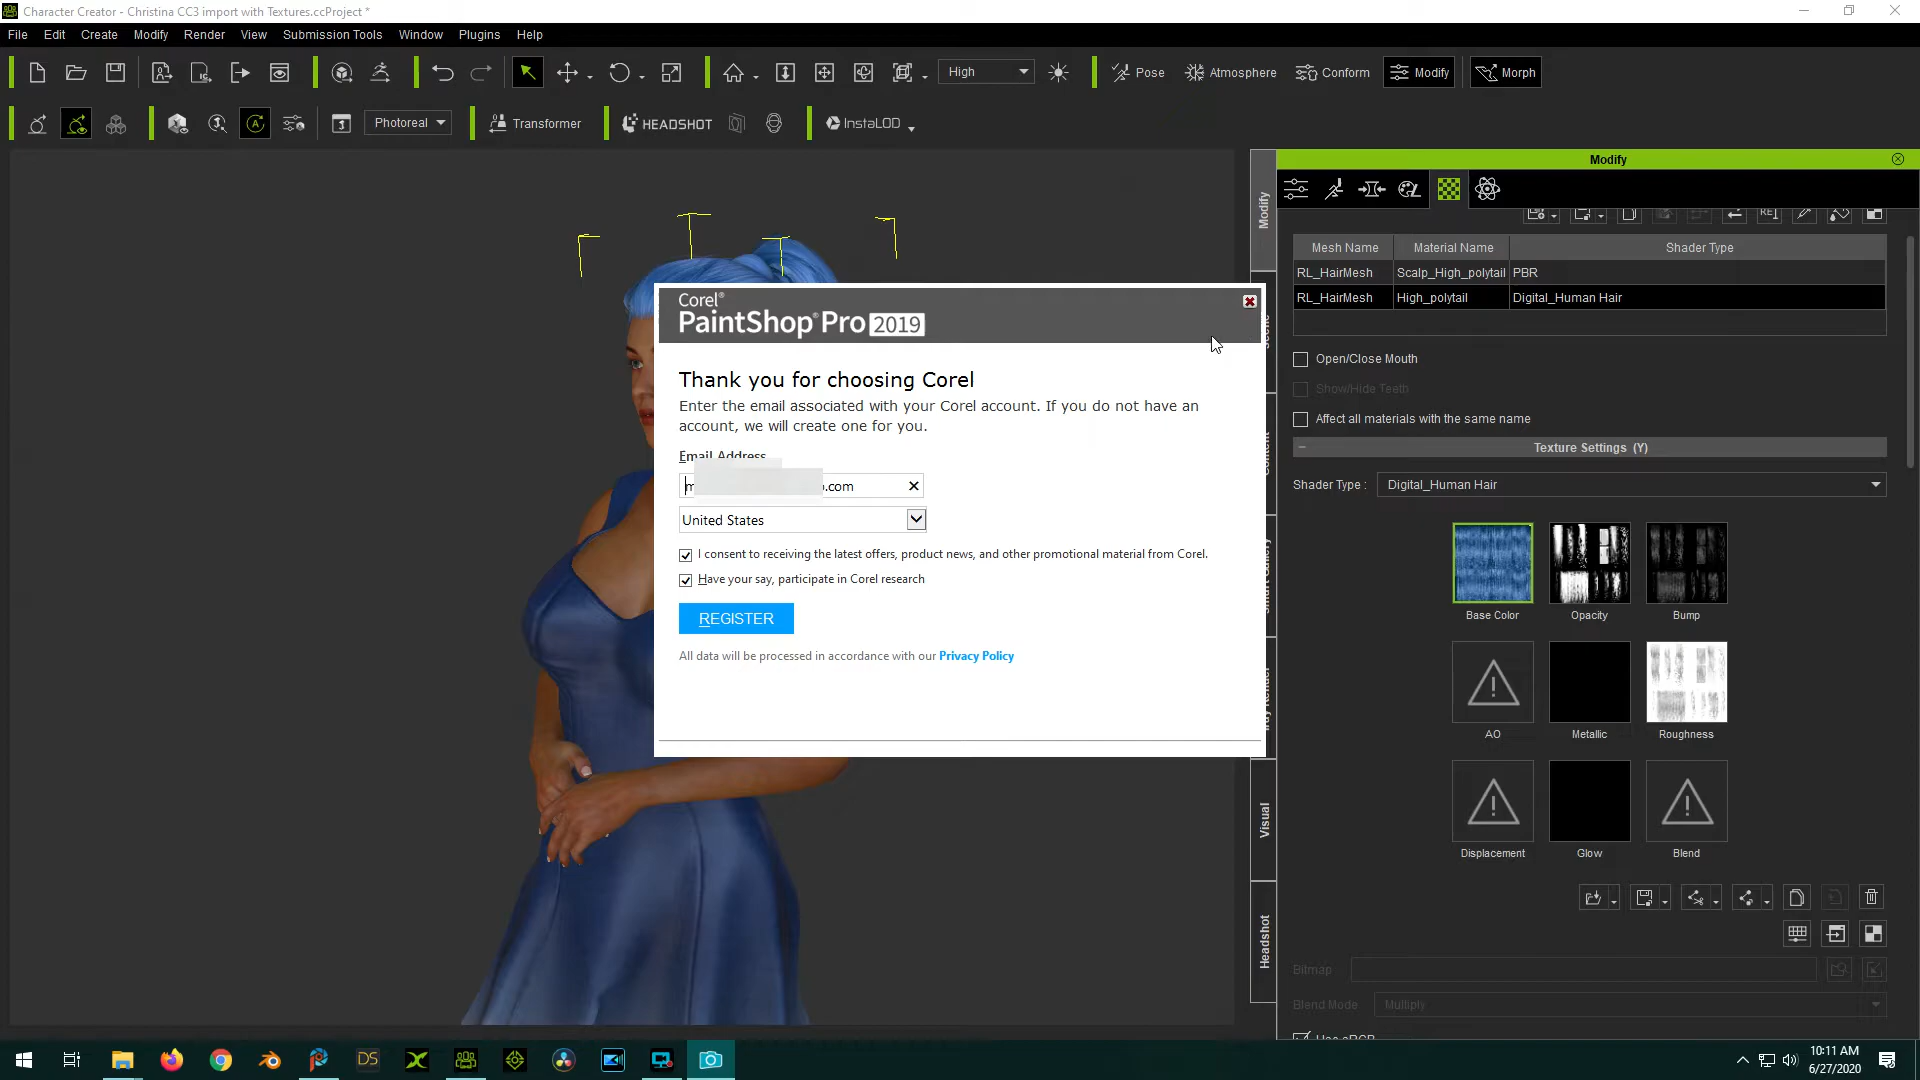 Character Creator - Christina CC3 import with Textures.ccProject *
File Edit Create Modify Render View Submission Tools Window Plugins Help
High Pose Atmosphere Conform Modify Morph
Photoreal Transformer HEADSHOT InstaLOD
Modify
Modify
Mesh Name Material Name Shader Type
RL_HairMesh Scalp_High_polytail PBR
RL_HairMesh High_polytail Digital_Human Hair
Open/Close Mouth
Show/Hide Teeth
Affect all materials with the same name
Texture Settings (Y)
Shader Type : Digital_Human Hair
Base Color Opacity Bump
AO Metallic Roughness
Displacement Glow Blend
Bitmap
Blend Mode Multiply
Use sRGB
Visual
Headshot
Corel®
PaintShop® Pro 2019
Thank you for choosing Corel
Enter the email associated with your Corel account. If you do not have an
account, we will create one for you.
Email Address
m .com
United States
I consent to receiving the latest offers, product news, and other promotional material from Corel.
Have your say, participate in Corel research
REGISTER
All data will be processed in accordance with our Privacy Policy
DS
10:11 AM
6/27/2020